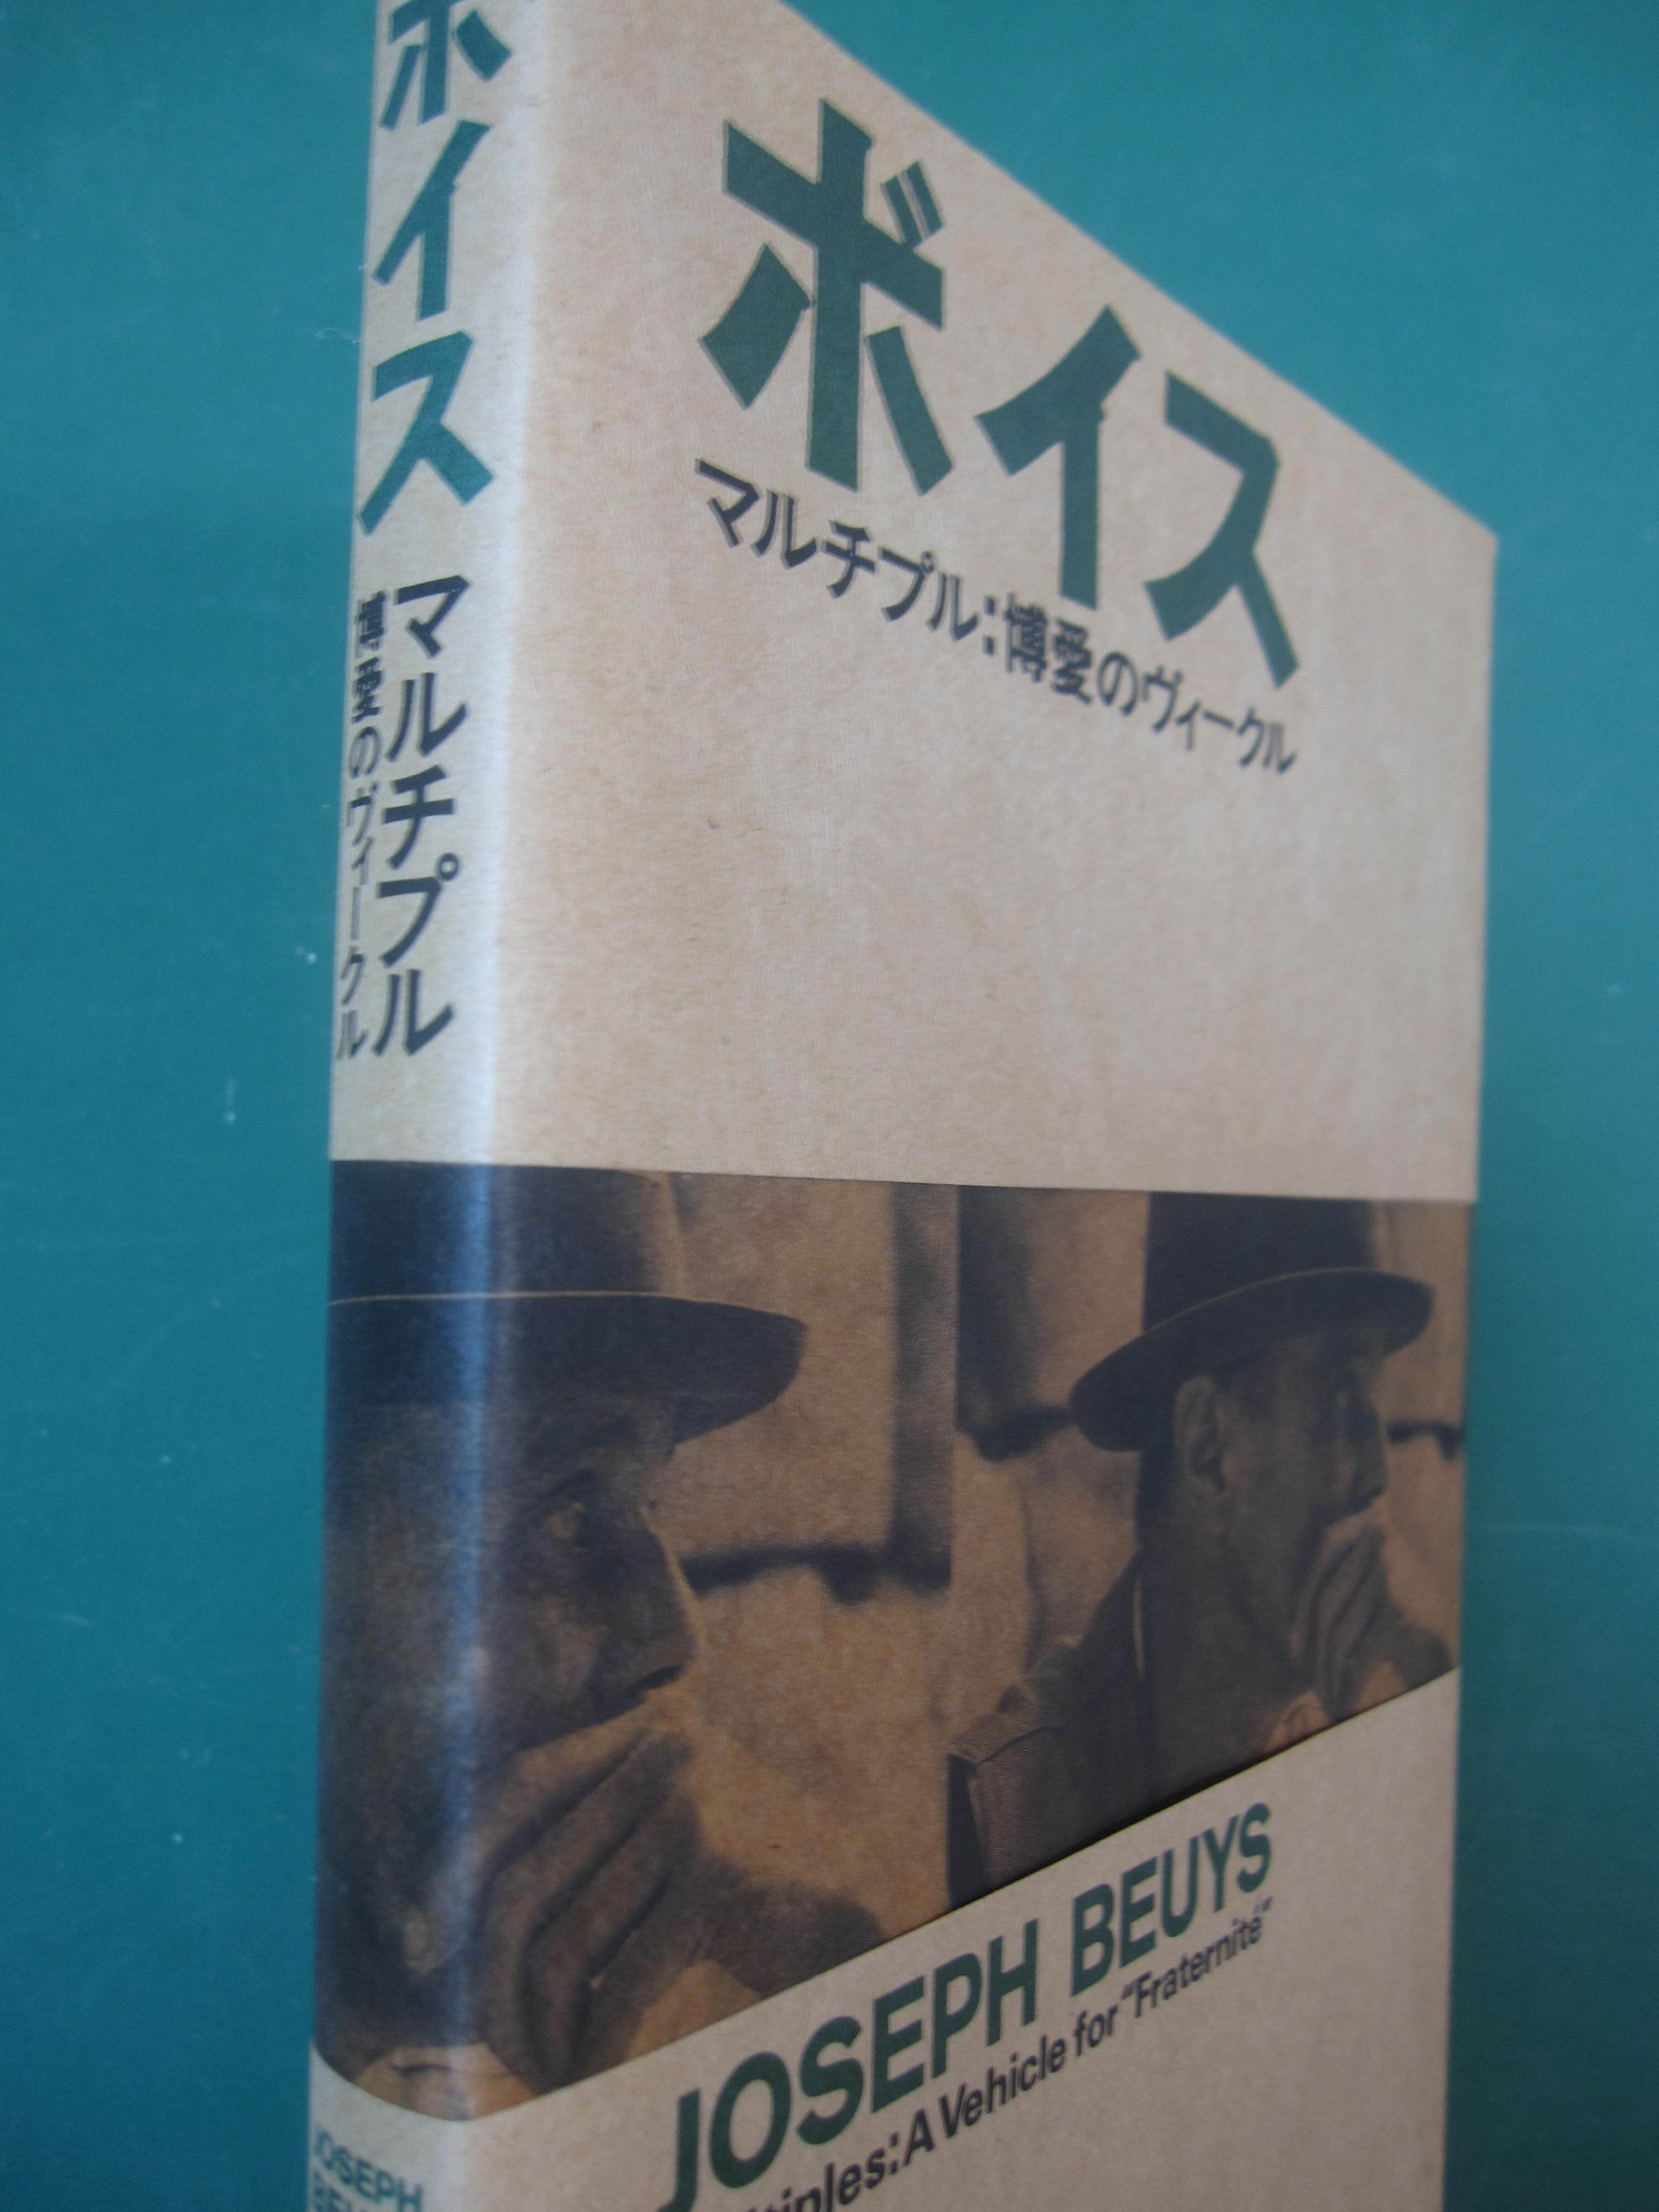 ボイス
マルチプル
博愛のヴィークル
JOSEPH
ボイス
マルチプル:博愛のヴィークル
JOSEPH BEUYS
A Vehicle for “Fraternité”